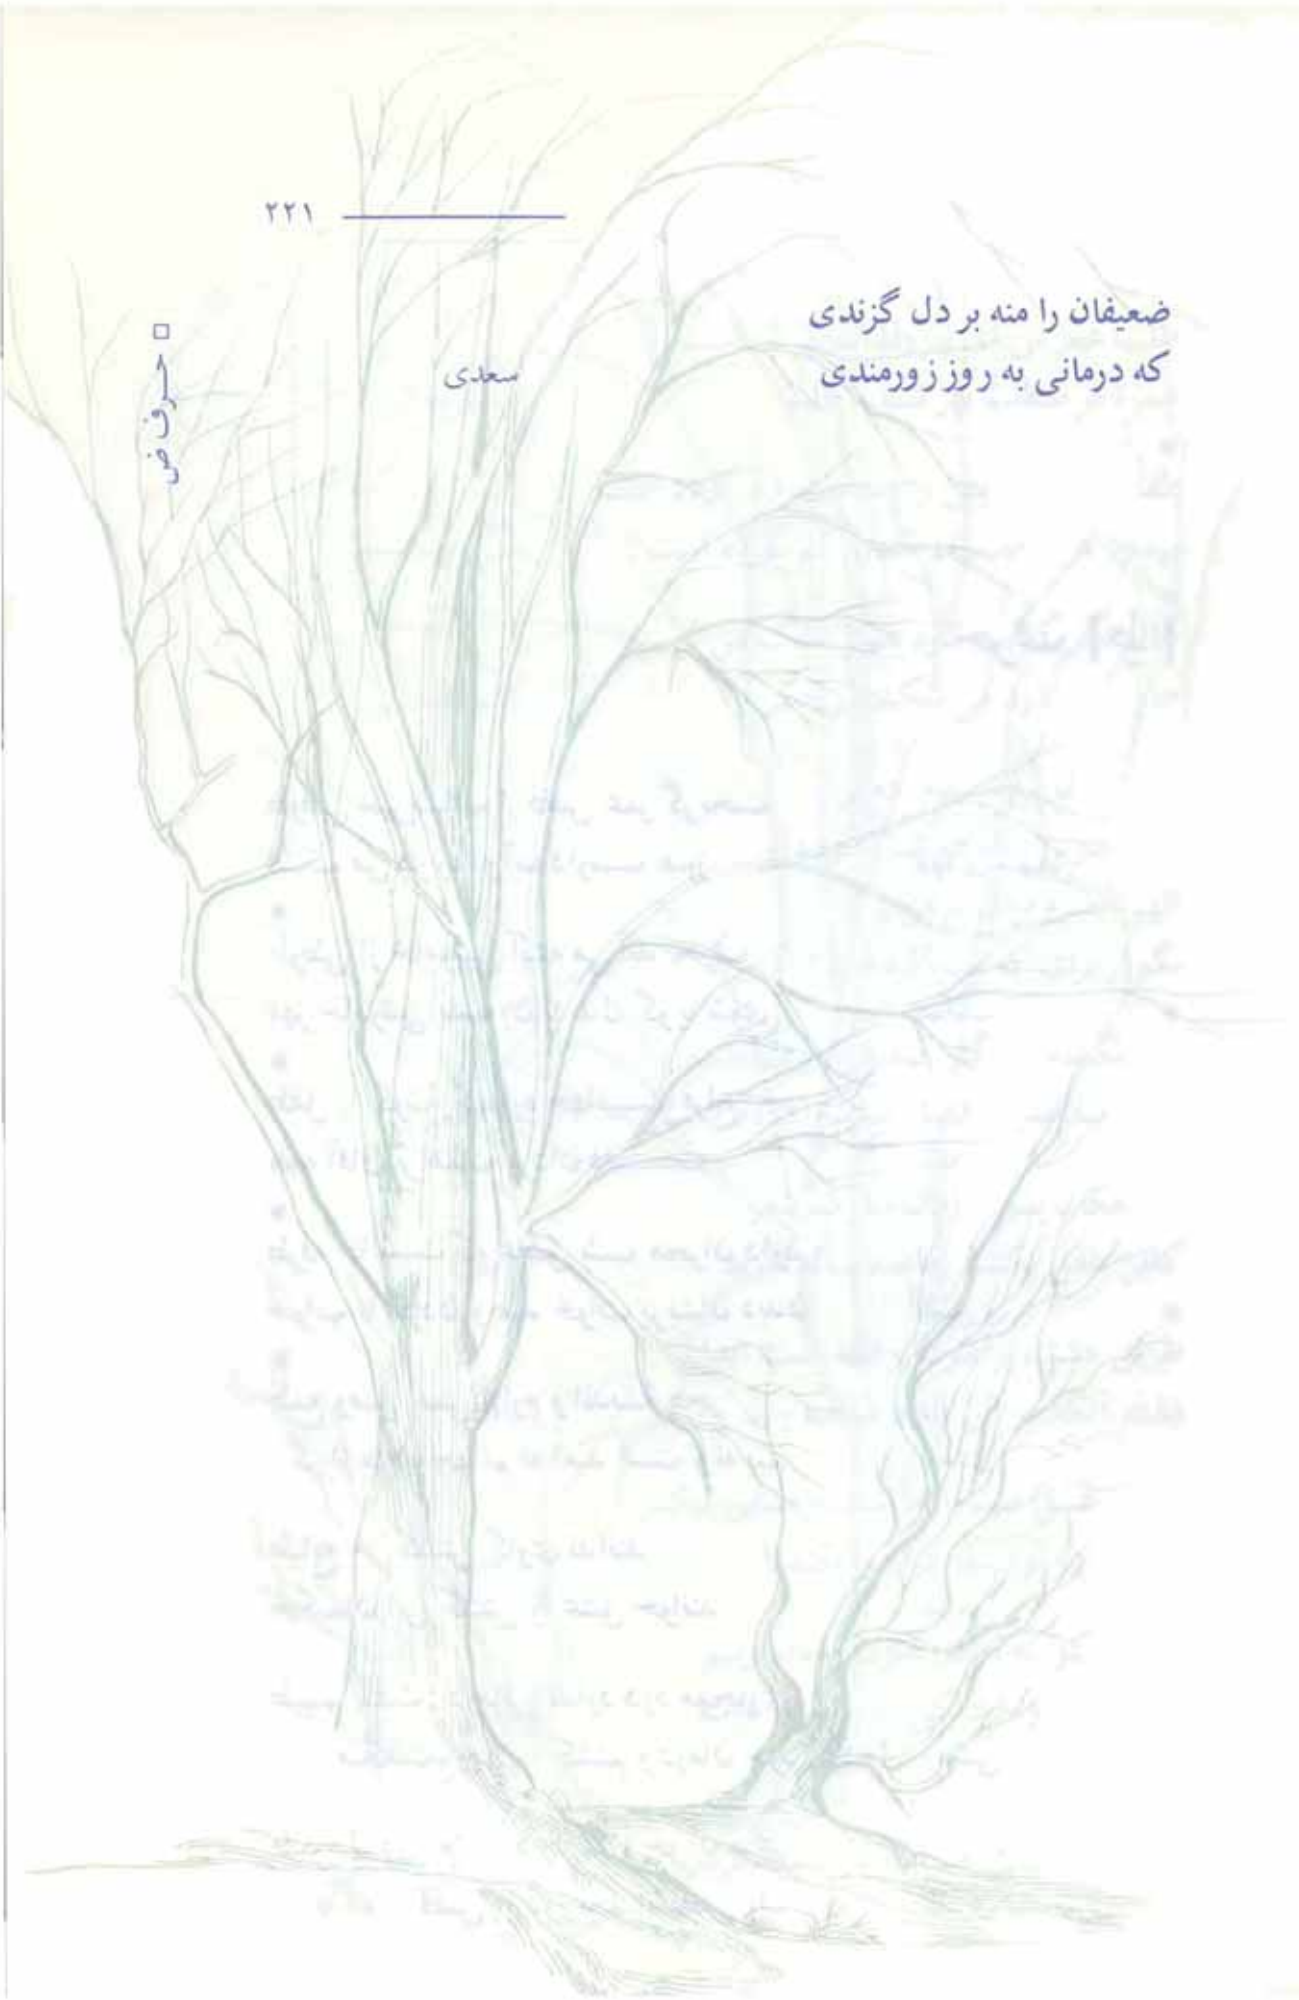 ۲۲۱
ضعیفان را منه بر دل گزندی
که درمانی به روز زورمندی
سعدی
□ حرف ض